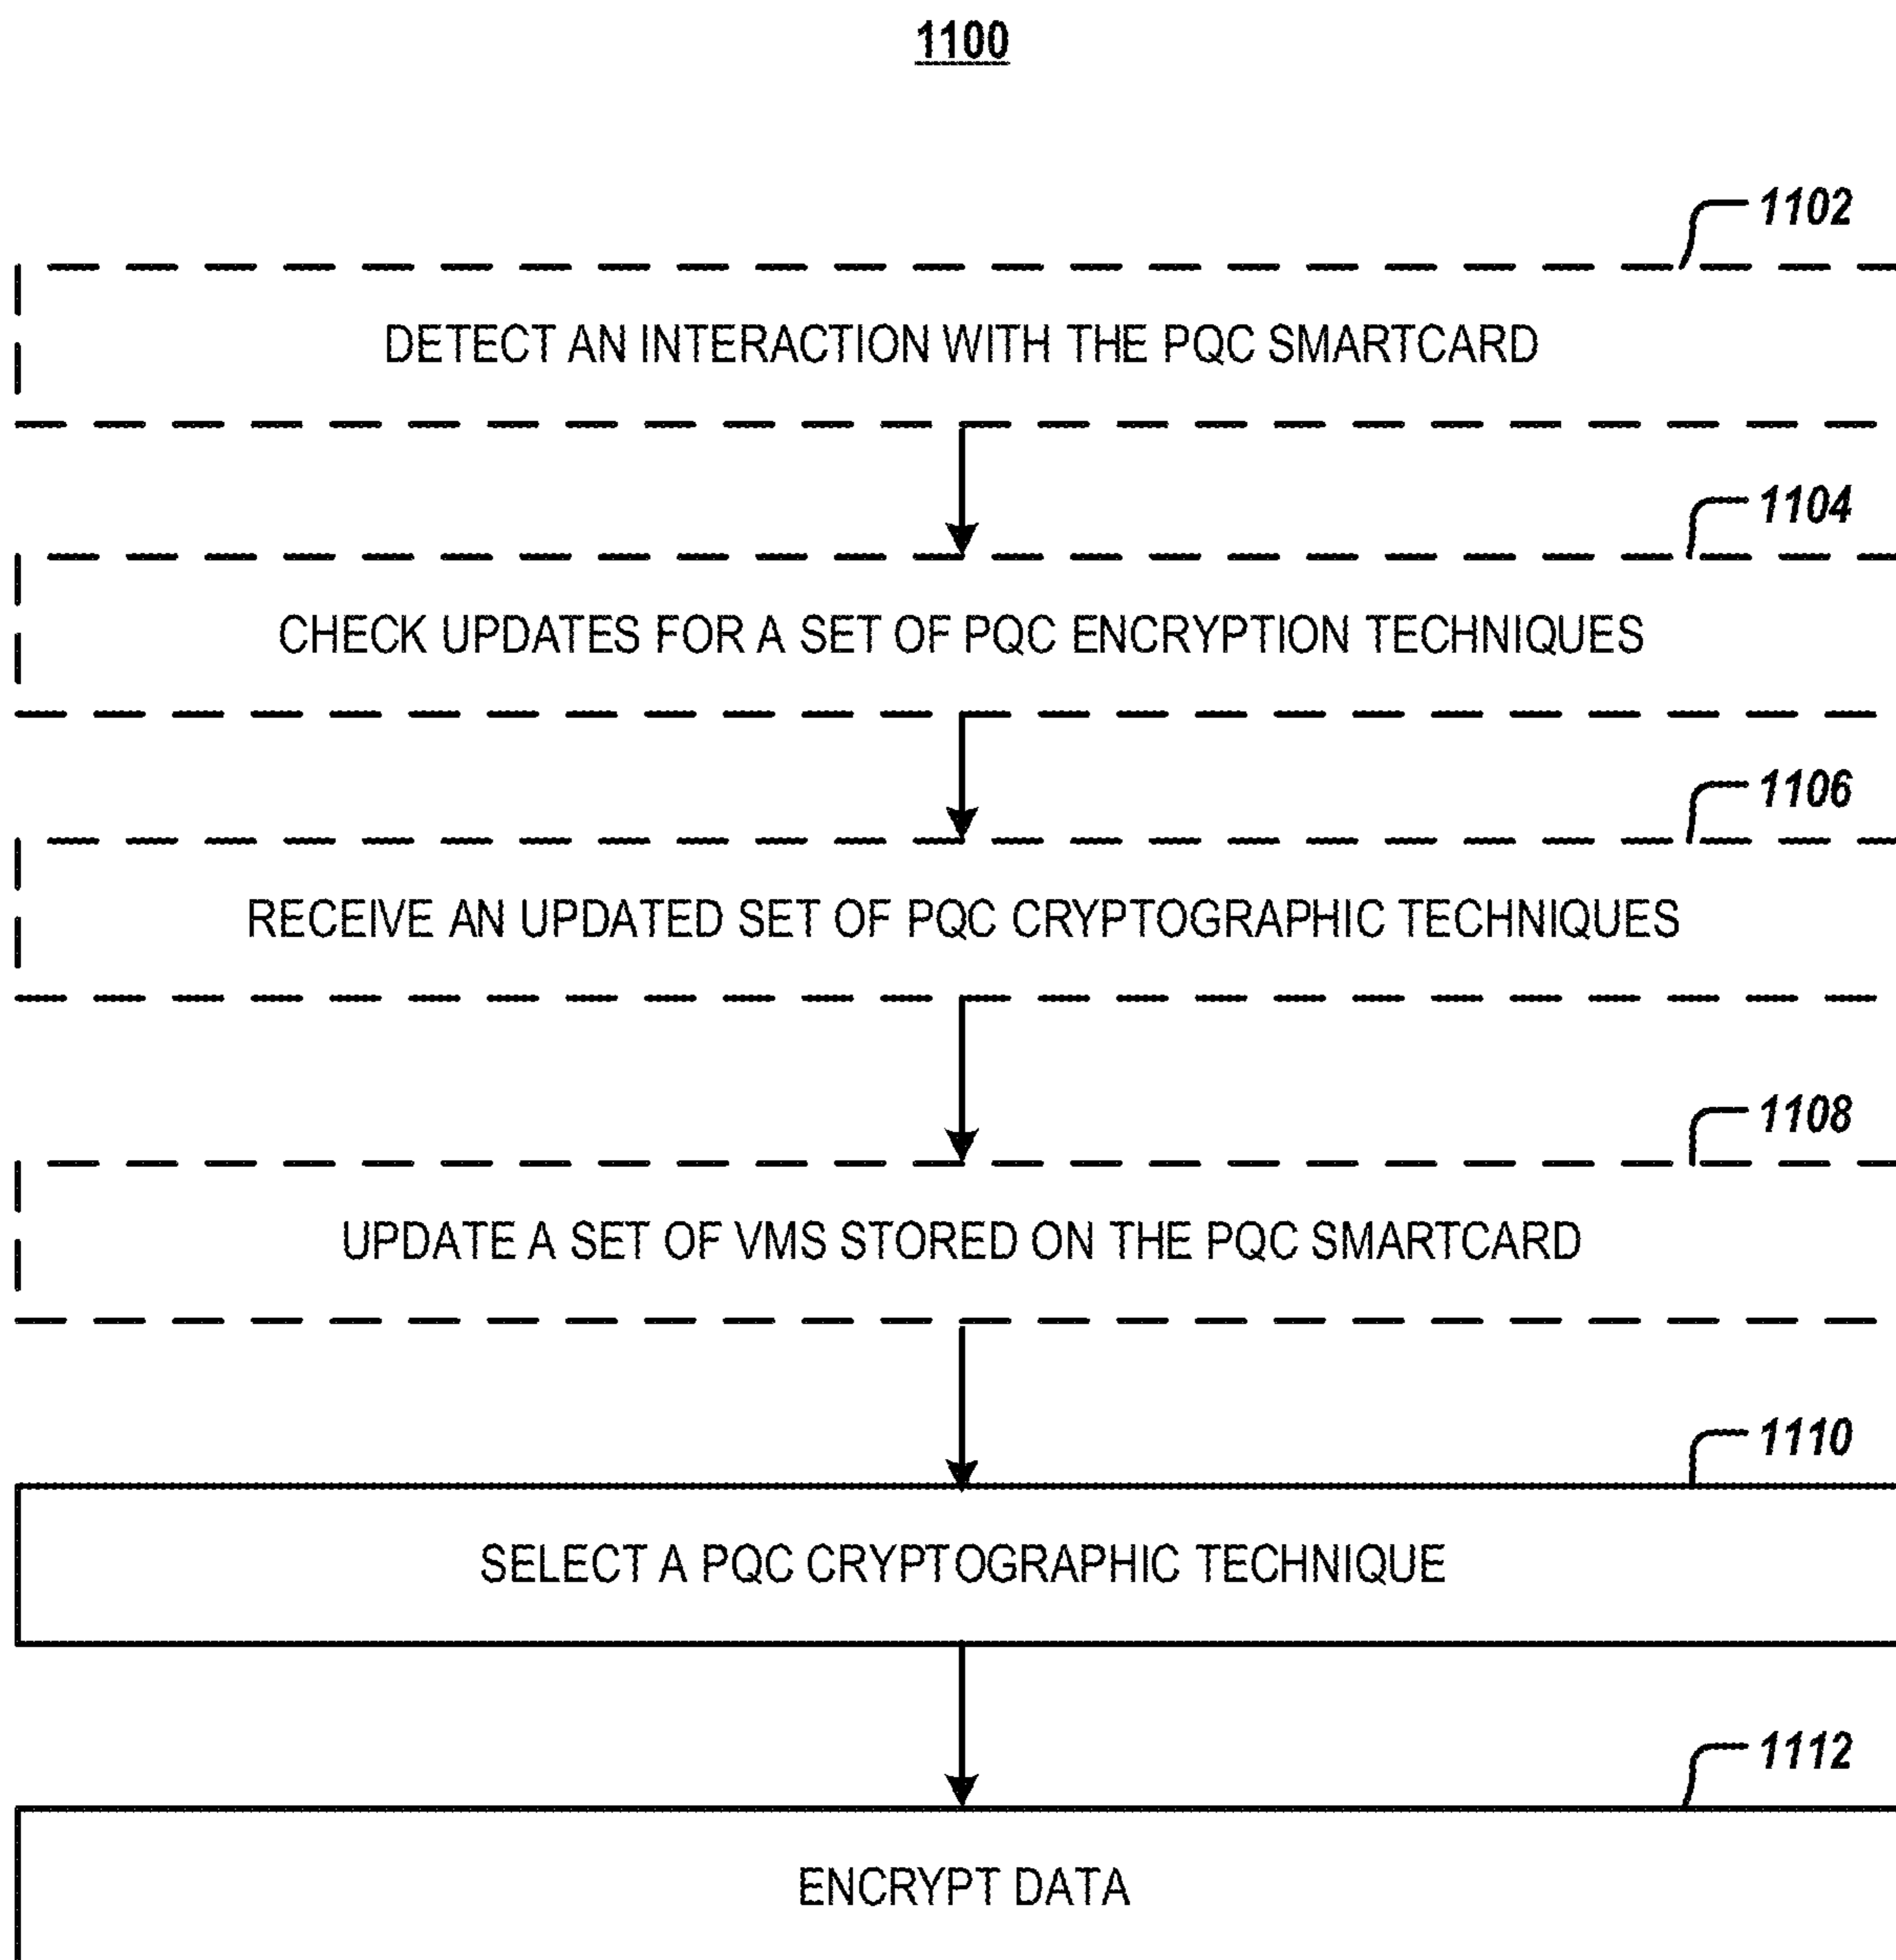 1100
1102
DETECT AN INTERACTION WITH THE PQC SMARTCARD
1104
CHECK UPDATES FOR A SET OF PQC ENCRYPTION TECHNIQUES
1106
RECEIVE AN UPDATED SET OF PQC CRYPTOGRAPHIC TECHNIQUES
1108
UPDATE A SET OF VMS STORED ON THE PQC SMARTCARD
1110
SELECT A PQC CRYPTOGRAPHIC TECHNIQUE
1112
ENCRYPT DATA